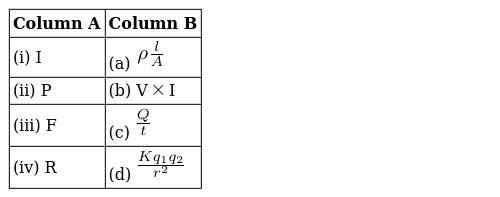 Column A Column B
(i) I (a) ρ l/A
(ii) P (b) V × I
(iii) F (c) Q/t
(iv) R (d) Kq₁q₂/r²